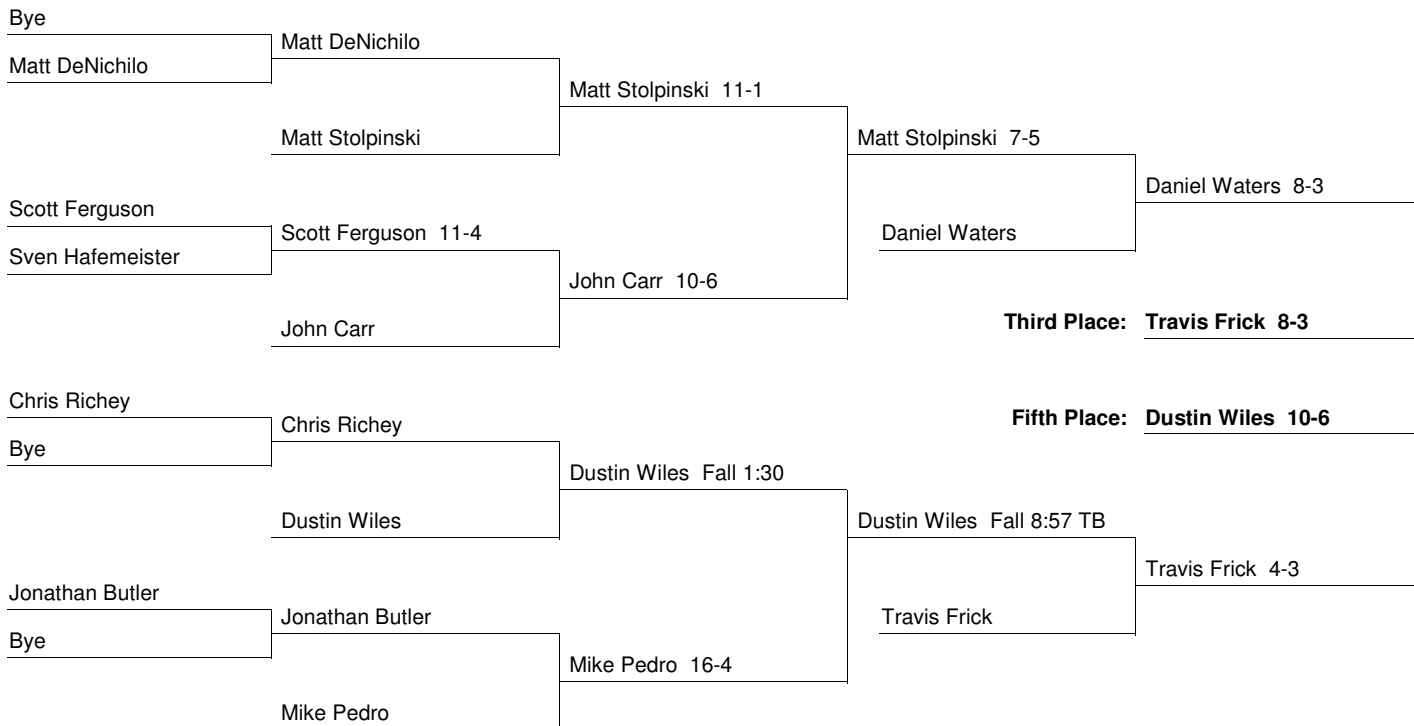 Bye
Matt DeNichilo
Matt DeNichilo
Matt Stolpinski 11-1
Matt Stolpinski
Matt Stolpinski 7-5
Daniel Waters 8-3
Scott Ferguson
Scott Ferguson 11-4
Daniel Waters
Sven Hafemeister
John Carr 10-6
John Carr
Third Place: Travis Frick 8-3
Chris Richey
Chris Richey
Fifth Place: Dustin Wiles 10-6
Bye
Dustin Wiles Fall 1:30
Dustin Wiles
Dustin Wiles Fall 8:57 TB
Travis Frick 4-3
Jonathan Butler
Jonathan Butler
Travis Frick
Bye
Mike Pedro 16-4
Mike Pedro